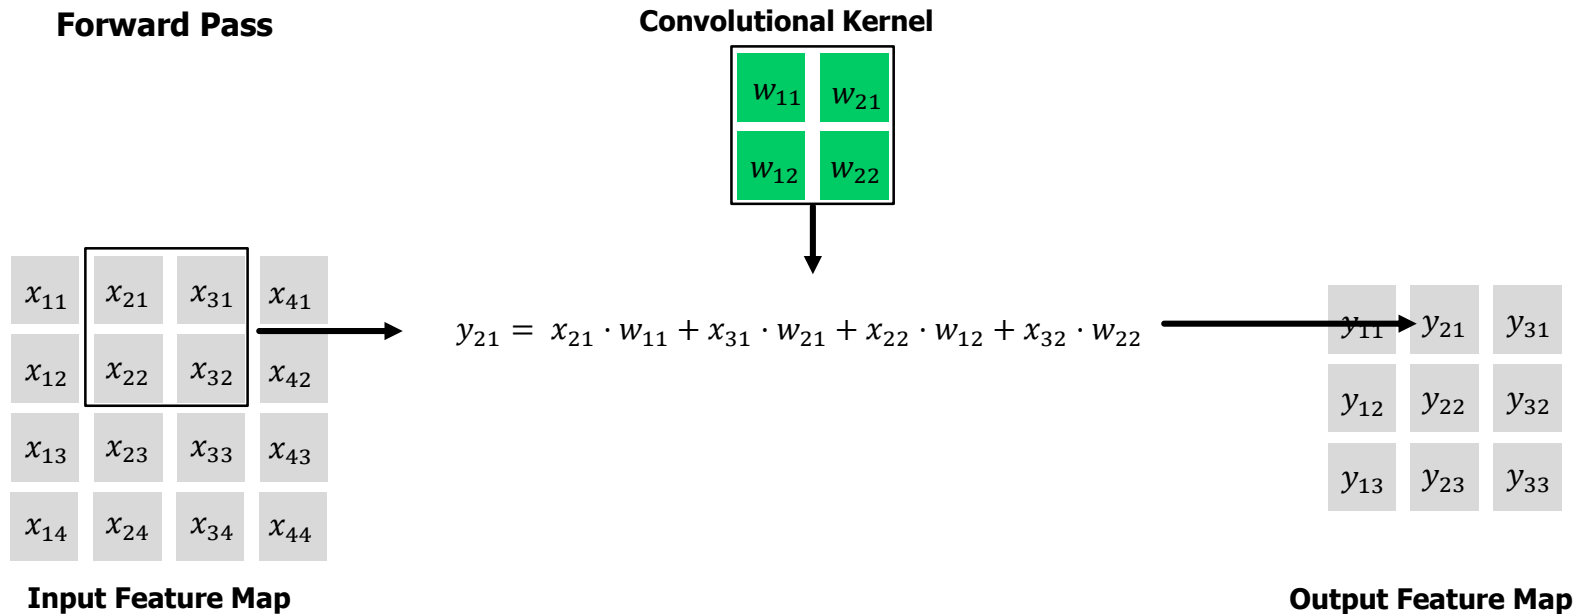 Forward Pass
Convolutional Kernel
w₁₁ w₂₁
w₁₂ w₂₂
x₁₁ x₂₁ x₃₁ x₄₁
x₁₂ x₂₂ x₃₂ x₄₂
x₁₃ x₂₃ x₃₃ x₄₃
x₁₄ x₂₄ x₃₄ x₄₄
Input Feature Map
y₂₁ = x₂₁ · w₁₁ + x₃₁ · w₂₁ + x₂₂ · w₁₂ + x₃₂ · w₂₂
y₁₁ y₂₁ y₃₁
y₁₂ y₂₂ y₃₂
y₁₃ y₂₃ y₃₃
Output Feature Map